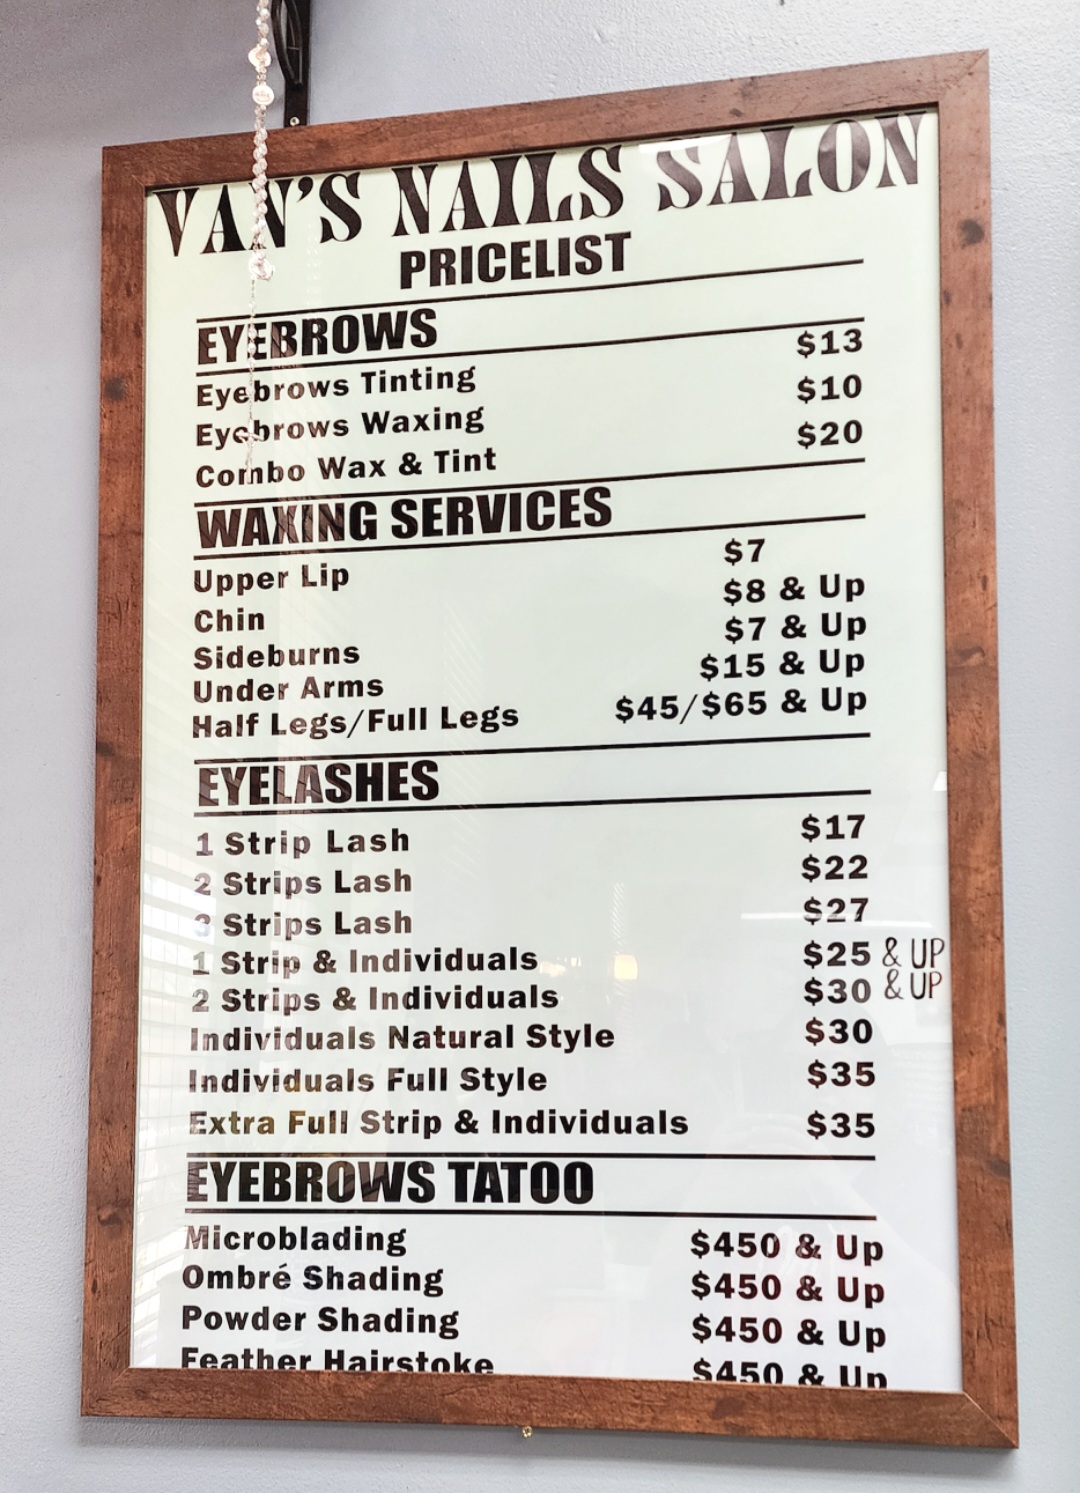 VAN'S NAILS SALON
PRICELIST
EYEBROWS
Eyebrows Tinting $13
Eyebrows Waxing $10
Combo Wax & Tint $20
WAXING SERVICES
Upper Lip $7
Chin $8 & Up
Sideburns $7 & Up
Under Arms $15 & Up
Half Legs/Full Legs $45/$65 & Up
EYELASHES
1 Strip Lash $17
2 Strips Lash $22
3 Strips Lash $27
1 Strip & Individuals $25 & UP
2 Strips & Individuals $30 & UP
Individuals Natural Style $30
Individuals Full Style $35
Extra Full Strip & Individuals $35
EYEBROWS TATOO
Microblading $450 & Up
Ombré Shading $450 & Up
Powder Shading $450 & Up
Feather Hairstoke $450 & Up